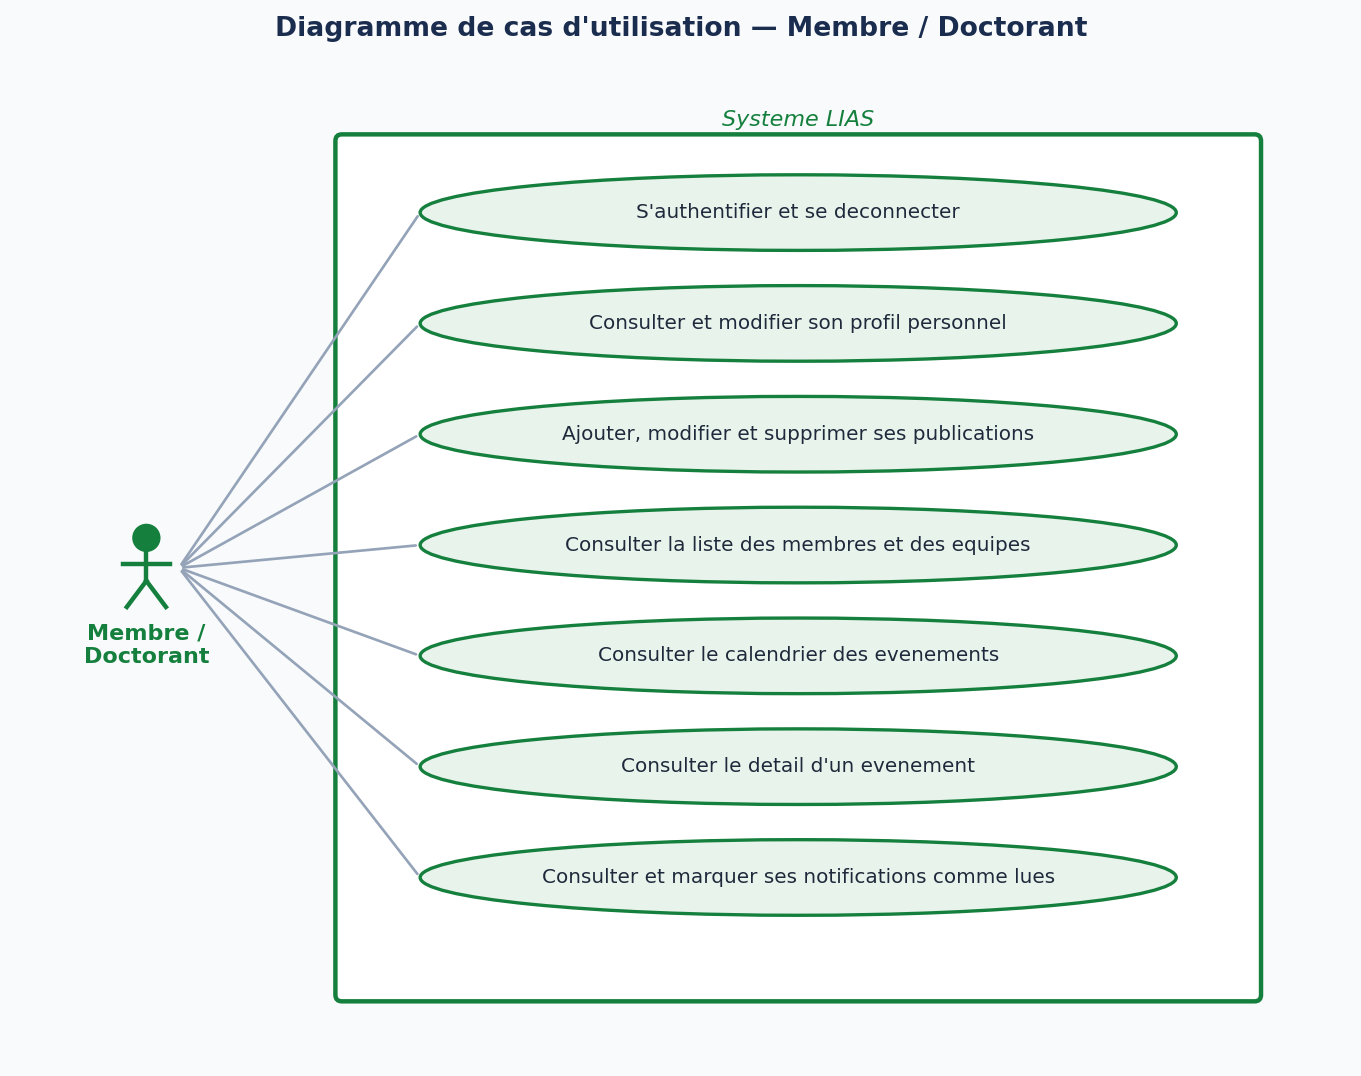 Diagramme de cas d'utilisation — Membre / Doctorant
Systeme LIAS
S'authentifier et se deconnecter
Consulter et modifier son profil personnel
Ajouter, modifier et supprimer ses publications
Consulter la liste des membres et des equipes
Membre /
Doctorant
Consulter le calendrier des evenements
Consulter le detail d'un evenement
Consulter et marquer ses notifications comme lues